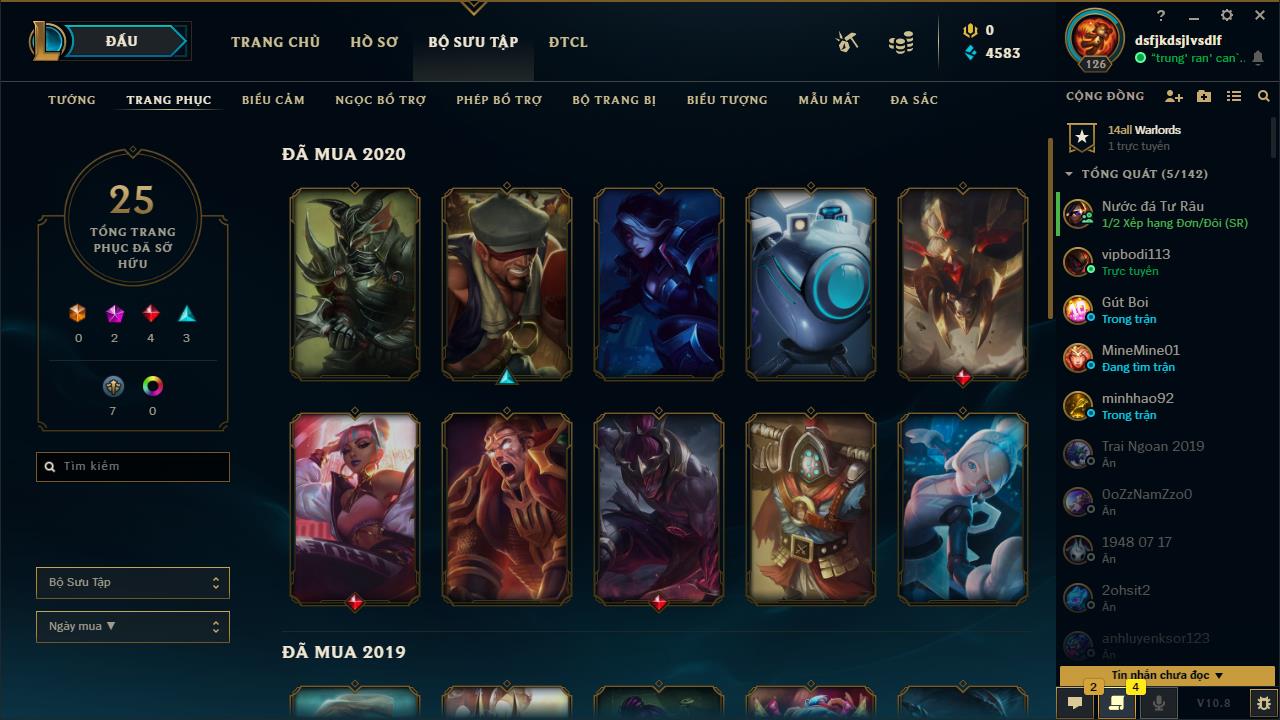 ĐẤU
TRANG CHỦ
HỒ SƠ
BỘ SƯU TẬP
ĐTCL
0
4583
?
126
dsfjkdsjlvsdlf
“trung' ran' can`..
TƯỚNG
TRANG PHỤC
BIỂU CẢM
NGỌC BỔ TRỢ
PHÉP BỔ TRỢ
BỘ TRANG BỊ
BIỂU TƯỢNG
MẪU MẮT
ĐA SẮC
25
TỔNG TRANG
PHỤC ĐÃ SỞ
HỮU
0
2
4
3
7
0
Tìm kiếm
Bộ Sưu Tập
Ngày mua ▼
ĐÃ MUA 2020
ĐÃ MUA 2019
CỘNG ĐỒNG
14all Warlords
1 trực tuyến
TỔNG QUÁT (5/142)
Nước đá Tư Râu
1/2 Xếp hạng Đơn/Đôi (SR)
vipbodi113
Trực tuyến
Gút Boi
Trong trận
MineMine01
Đang tìm trận
minhhao92
Trong trận
Trai Ngoan 2019
Ẩn
0oZzNamZzo0
Ẩn
1948 07 17
Ẩn
2ohsit2
Ẩn
anhluyenksor123
Ẩn
Tin nhắn chưa đọc ▼
2
4
V10.8